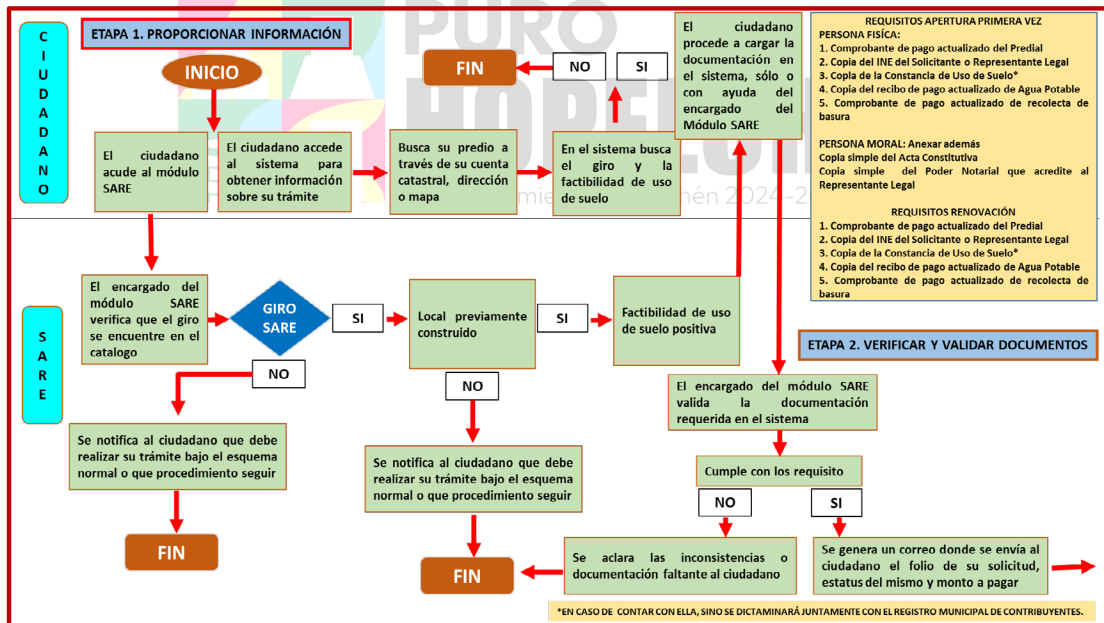 PURO
MORELOS
C
I
U
D
A
D
A
N
O
ETAPA 1. PROPORCIONAR INFORMACIÓN
INICIO
El ciudadano
acude al módulo
SARE
El ciudadano accede
al sistema para
obtener información
sobre su trámite
Busca su predio a
través de su cuenta
catastral, dirección
o mapa
En el sistema busca
el giro y la
factibilidad de uso
de suelo
FIN
NO
SI
El ciudadano
procede a cargar la
documentación en
el sistema, sólo o
con ayuda del
encargado del
Módulo SARE
REQUISITOS APERTURA PRIMERA VEZ
PERSONA FISÍCA:
1. Comprobante de pago actualizado del Predial
2. Copia del INE del Solicitante o Representante Legal
3. Copia de la Constancia de Uso de Suelo*
4. Copia del recibo de pago actualizado de Agua Potable
5. Comprobante de pago actualizado de recolecta de
basura
PERSONA MORAL: Anexar además
Copia simple del Acta Constitutiva
Copia simple del Poder Notarial que acredite al
Representante Legal
REQUISITOS RENOVACIÓN
1. Comprobante de pago actualizado del Predial
2. Copia del INE del Solicitante o Representante Legal
3. Copia de la Constancia de Uso de Suelo*
4. Copia del recibo de pago actualizado de Agua Potable
5. Comprobante de pago actualizado de recolecta de
basura
2024-2
S
A
R
E
El encargado del
módulo SARE
verifica que el giro
se encuentre en el
catalogo
GIRO
SARE
SI
Local previamente
construido
SI
Factibilidad de uso
de suelo positiva
ETAPA 2. VERIFICAR Y VALIDAR DOCUMENTOS
NO
NO
Se notifica al ciudadano que debe
realizar su trámite bajo el esquema
normal o que procedimiento seguir
FIN
Se notifica al ciudadano que debe
realizar su trámite bajo el esquema
normal o que procedimiento seguir
FIN
El encargado del módulo SARE
valida la documentación
requerida en el sistema
Cumple con los requisito
NO
SI
Se aclara las inconsistencias o
documentación faltante al ciudadano
Se genera un correo donde se envía al
ciudadano el folio de su solicitud,
estatus del mismo y monto a pagar
*EN CASO DE CONTAR CON ELLA, SINO SE DICTAMINARÁ JUNTAMENTE CON EL REGISTRO MUNICIPAL DE CONTRIBUYENTES.